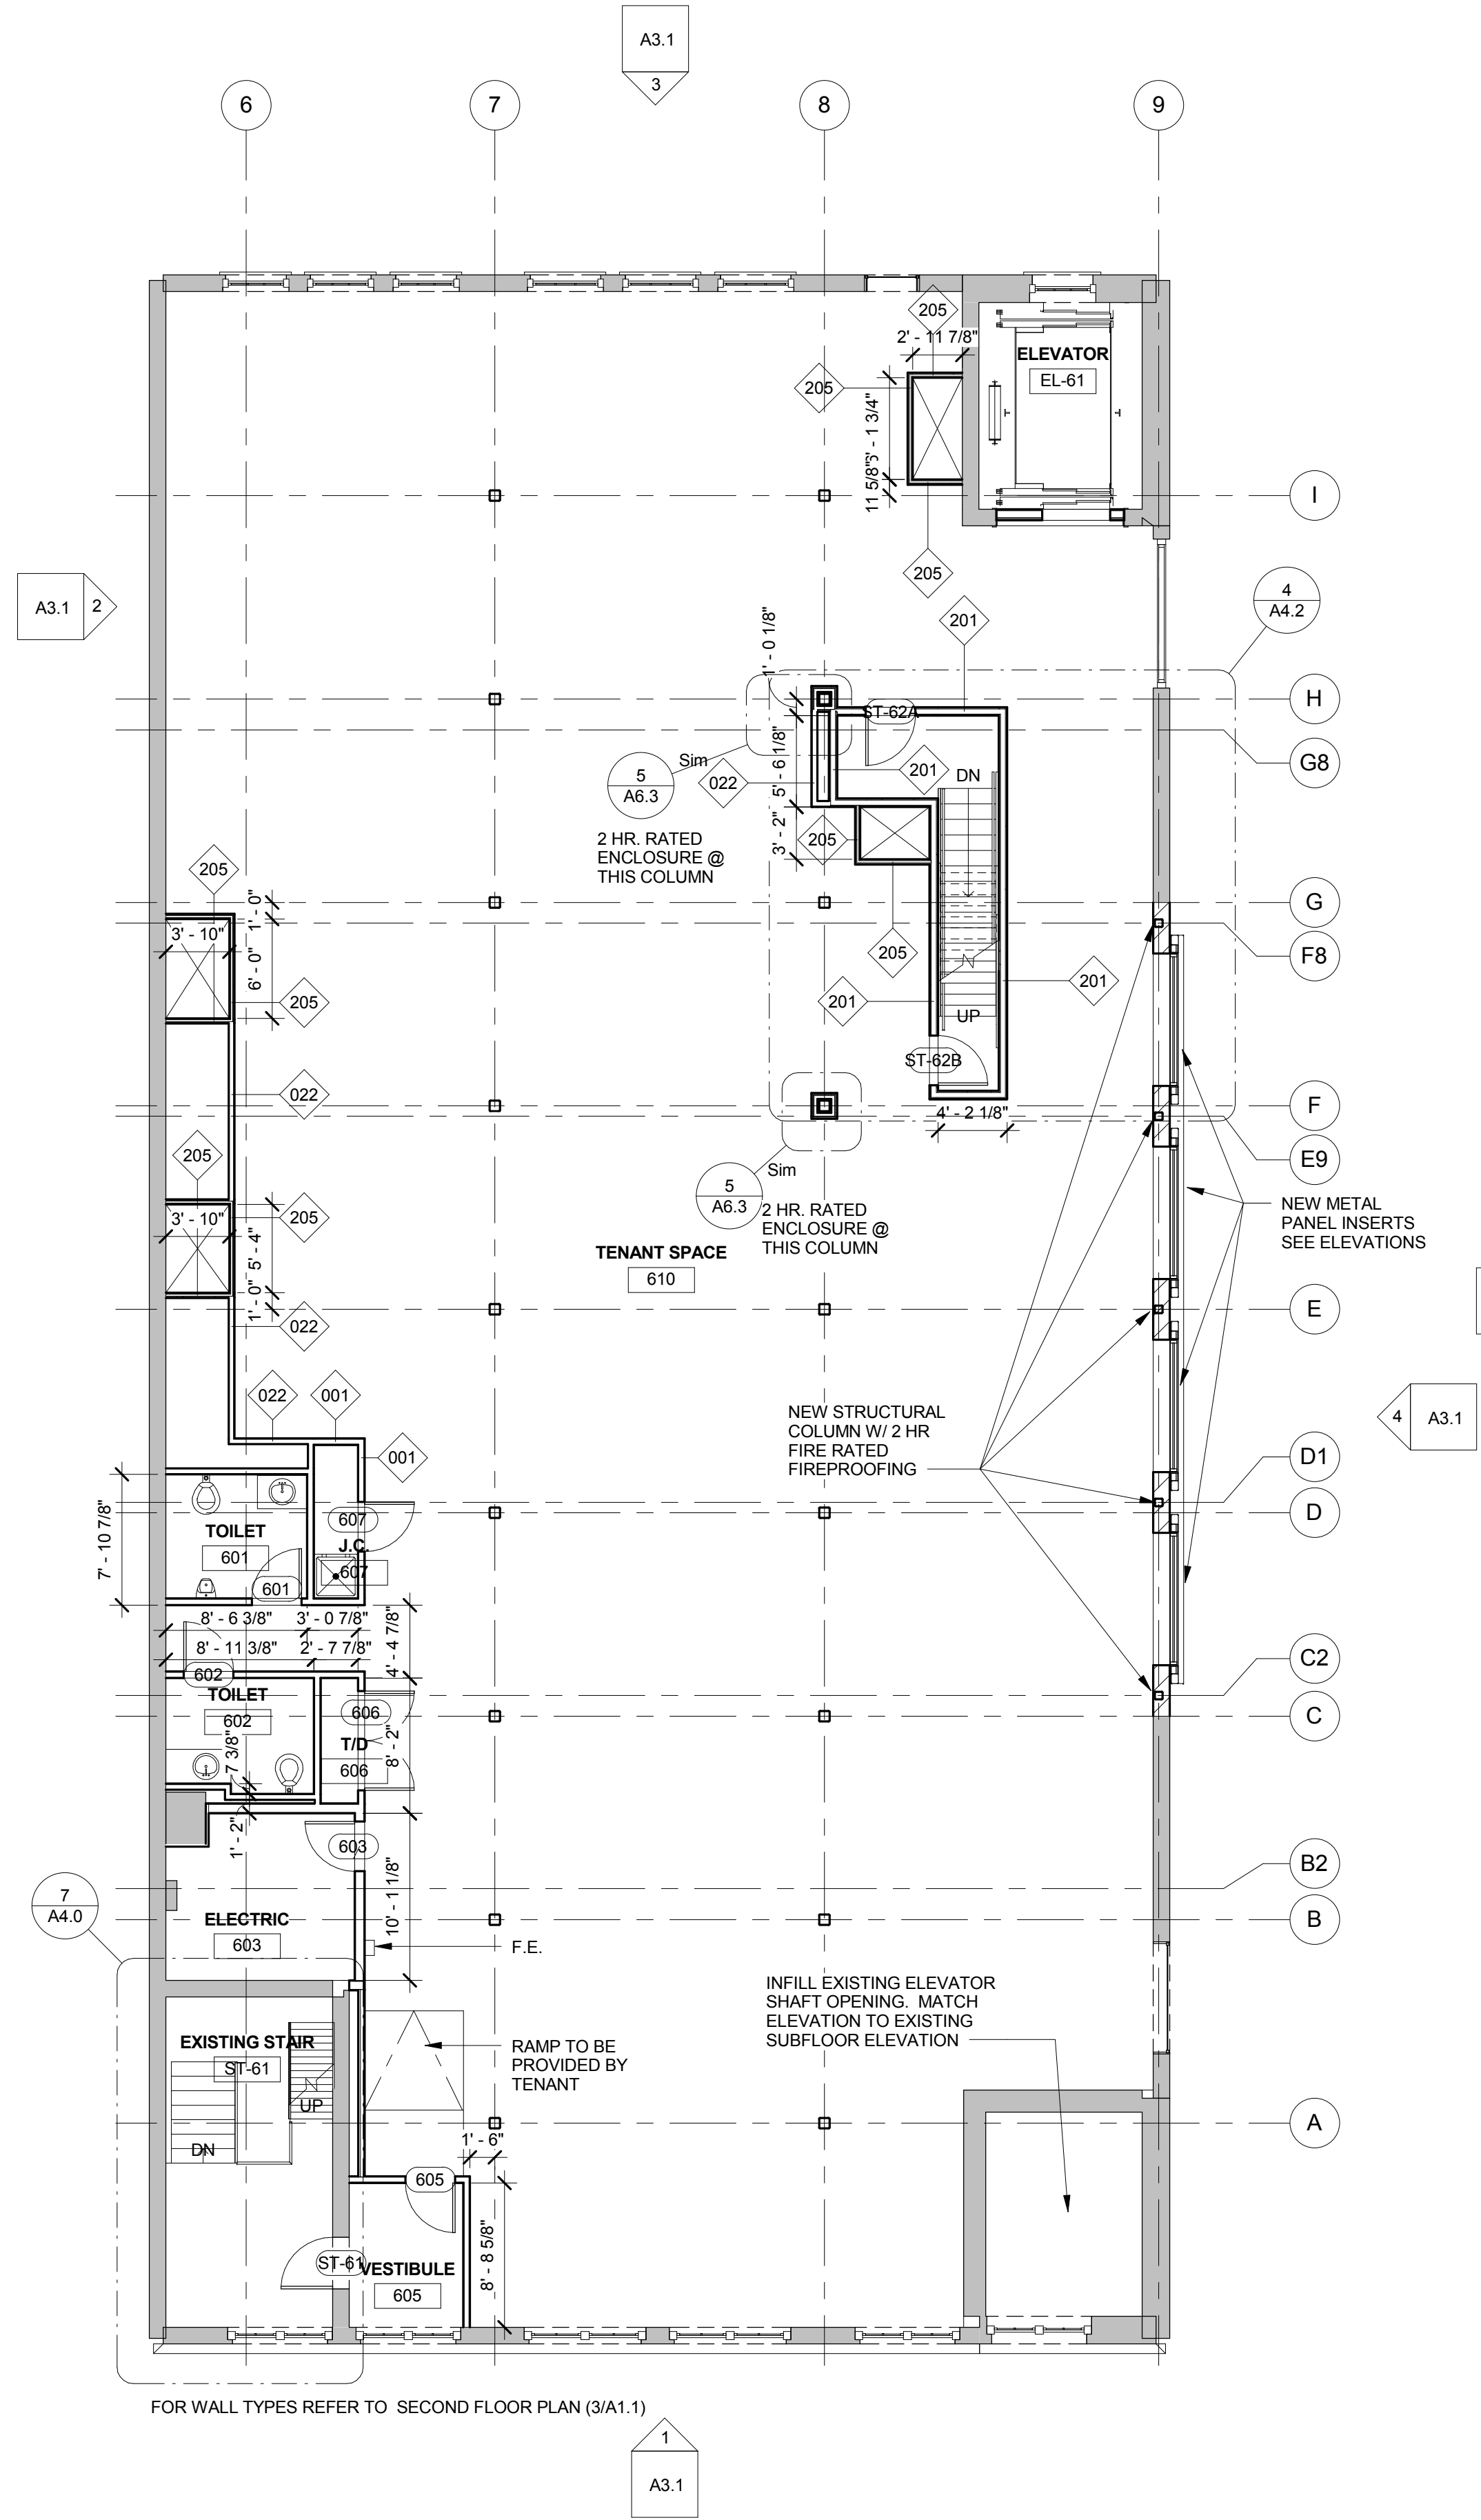 A3.1
3
6
7
8
9
205
2' - 11 7/8"
ELEVATOR
EL-61
205
11 5/8"
I
205
A3.1
2
4
A4.2
201
1' - 0 1/8"
H
ST-62A
G8
Sim
5
A6.3
022
5' - 6 1/8"
201
DN
2 HR. RATED
ENCLOSURE @
THIS COLUMN
3' - 2"
205
205
G
1' - 0"
3' - 10"
6' - 0"
205
205
F8
201
201
UP
ST-62B
022
F
4' - 2 1/8"
205
E9
Sim
5
A6.3
2 HR. RATED
ENCLOSURE @
THIS COLUMN
205
3' - 10"
5' - 4"
NEW METAL
PANEL INSERTS
SEE ELEVATIONS
TENANT SPACE
610
1' - 0"
022
E
022
001
NEW STRUCTURAL
COLUMN W/ 2 HR
FIRE RATED
FIREPROOFING
4
A3.1
001
D1
D
7' - 10 7/8"
TOILET
601
607
J.C.
607
601
8' - 6 3/8"
3' - 0 7/8"
8' - 11 3/8"
2' - 7 7/8"
4' - 4 7/8"
602
C2
TOILET
602
606
C
T/D
606
7 3/8"
8' - 2"
1' - 2"
603
B2
7
A4.0
10' - 1 1/8"
ELECTRIC
603
B
F.E.
INFILL EXISTING ELEVATOR
SHAFT OPENING. MATCH
ELEVATION TO EXISTING
SUBFLOOR ELEVATION
EXISTING STAIR
ST-61
RAMP TO BE
PROVIDED BY
TENANT
UP
DN
A
1' - 6"
605
8' - 8 5/8"
ST-61
VESTIBULE
605
FOR WALL TYPES REFER TO SECOND FLOOR PLAN (3/A1.1)
1
A3.1